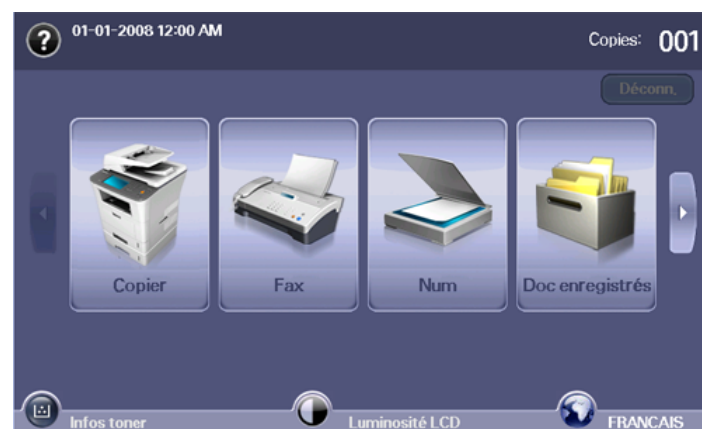 ?
01-01-2008 12:00 AM
Copies: 001
Déconn.
Copier
Fax
Num
Doc enregistrés
Infos toner
Luminosité LCD
FRANCAIS